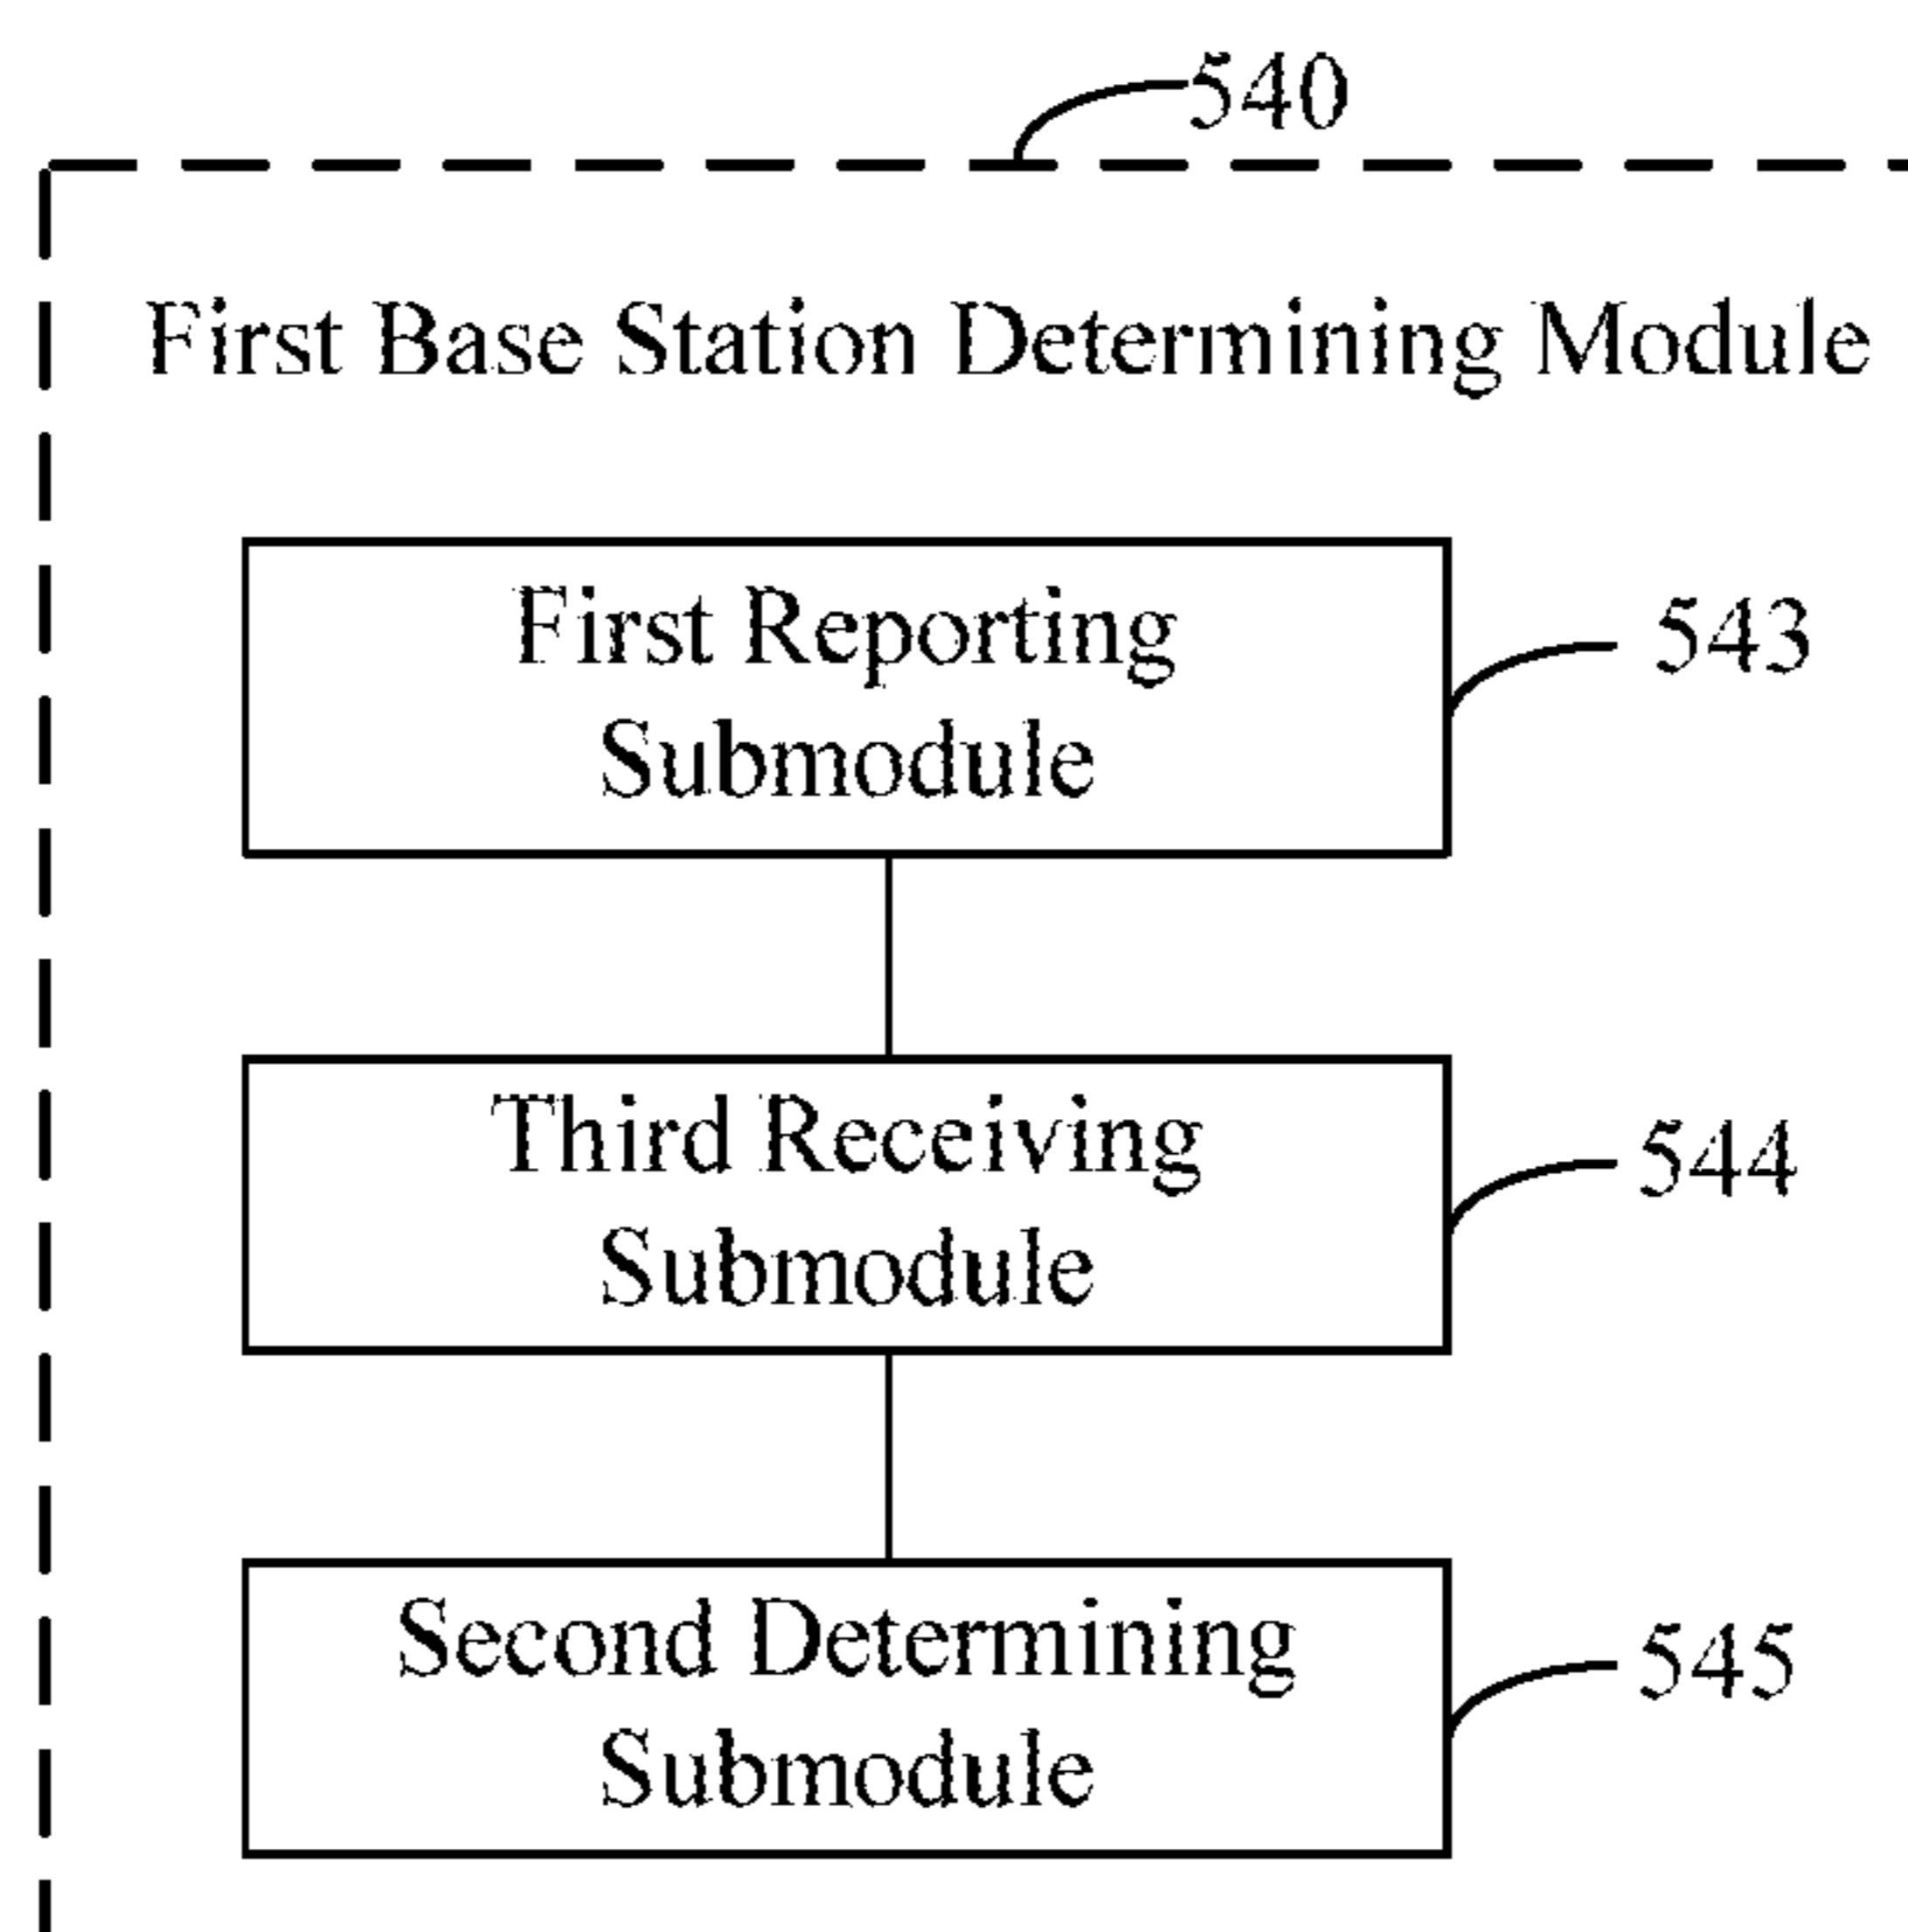 540
First Base Station Determining Module
First Reporting
Submodule
543
Third Receiving
Submodule
544
Second Determining
Submodule
545